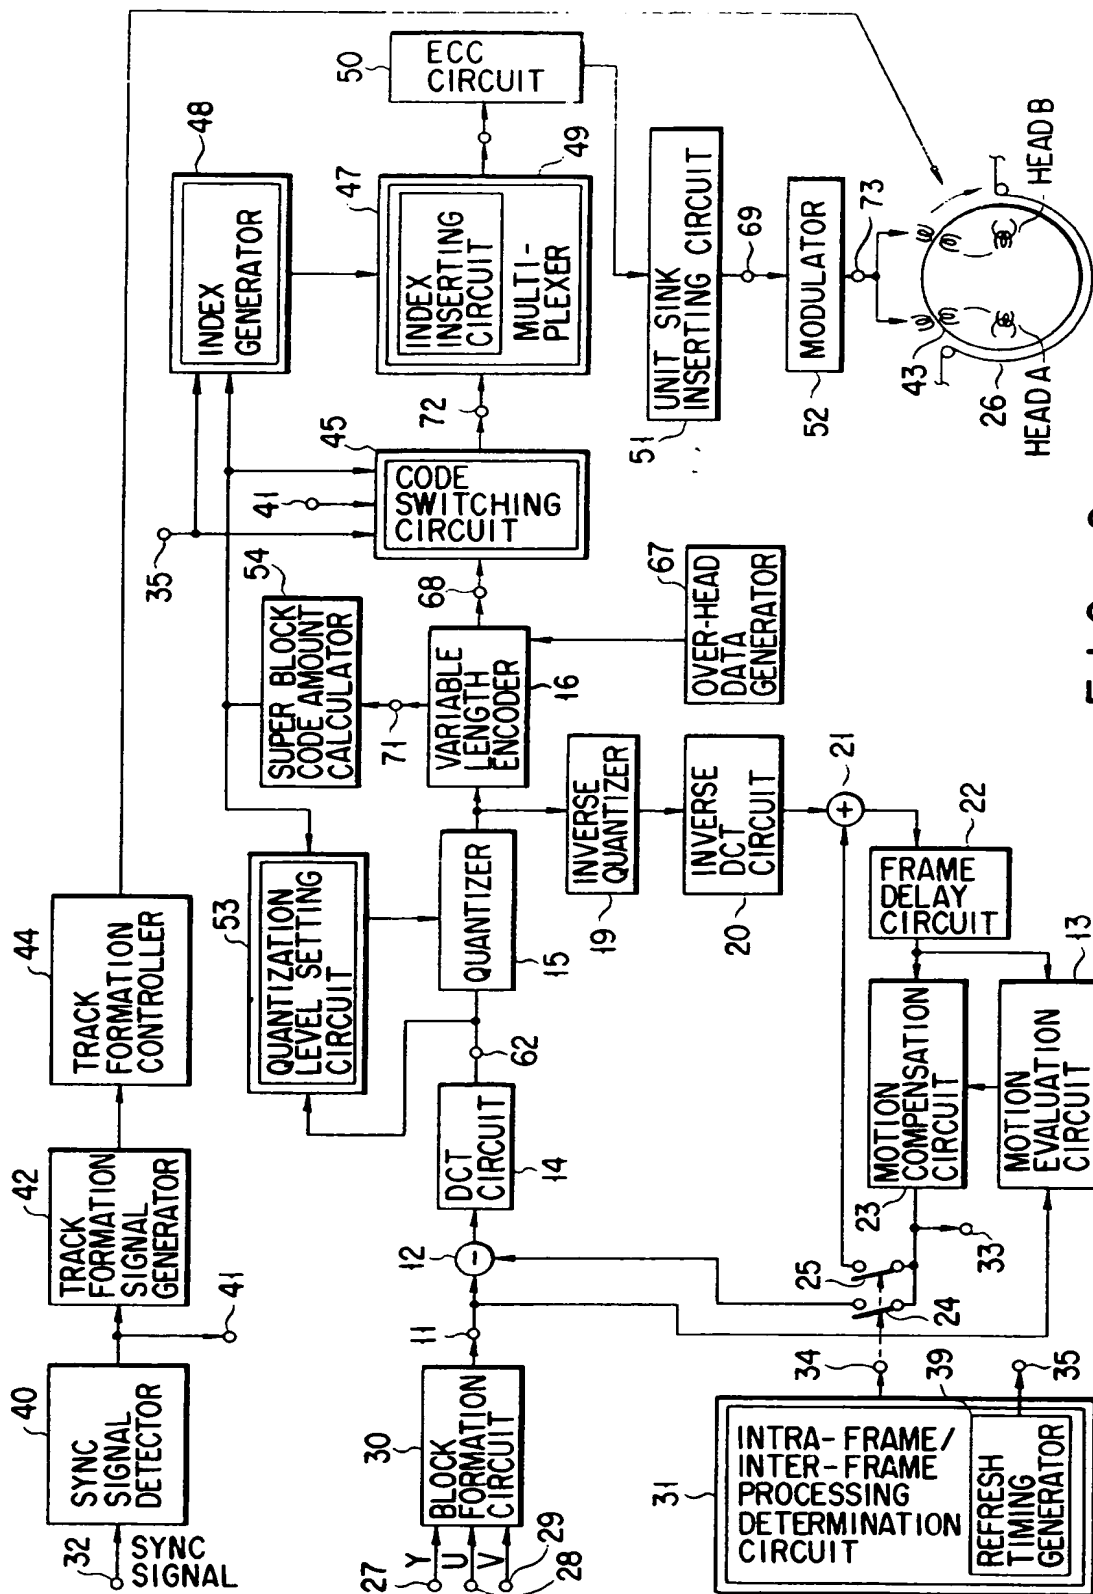 40
SYNC
SIGNAL
DETECTOR
32
SYNC
SIGNAL
41
42
TRACK
FORMATION
SIGNAL
GENERATOR
44
TRACK
FORMATION
CONTROLLER
53
QUANTIZATION
LEVEL SETTING
CIRCUIT
54
SUPER BLOCK
CODE AMOUNT
CALCULATOR
71
35
48
INDEX
GENERATOR
27
Y
U
V
29
28
30
BLOCK
FORMATION
CIRCUIT
11
12
−
DCT
CIRCUIT
14
62
QUANTIZER
15
VARIABLE
LENGTH
ENCODER
16
68
41
45
CODE
SWITCHING
CIRCUIT
72
47
INDEX
INSERTING
CIRCUIT
MULTI-
PLEXER
49
50
ECC
CIRCUIT
INVERSE
QUANTIZER
19
INVERSE
DCT
CIRCUIT
20
67
OVER-HEAD
DATA
GENERATOR
51
UNIT SINK
INSERTING CIRCUIT
69
MODULATOR
52
73
43
26
HEAD A
HEAD B
21
+
22
FRAME
DELAY
CIRCUIT
13
MOTION
COMPENSATION
CIRCUIT
23
MOTION
EVALUATION
CIRCUIT
33
25
24
34
31
INTRA-FRAME/
INTER-FRAME
PROCESSING
DETERMINATION
CIRCUIT
39
REFRESH
TIMING
GENERATOR
35